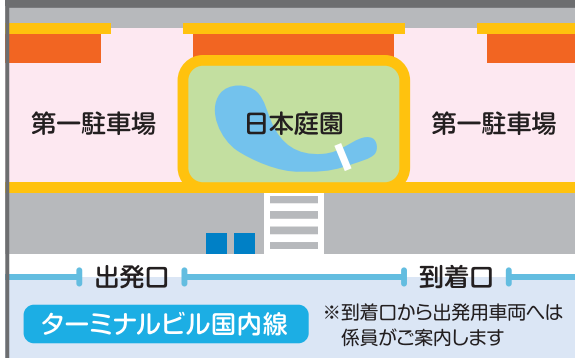 第一駐車場
日本庭園
第一駐車場
出発口
到着口
ターミナルビル国内線
※到着口から出発用車両へは
係員がご案内します